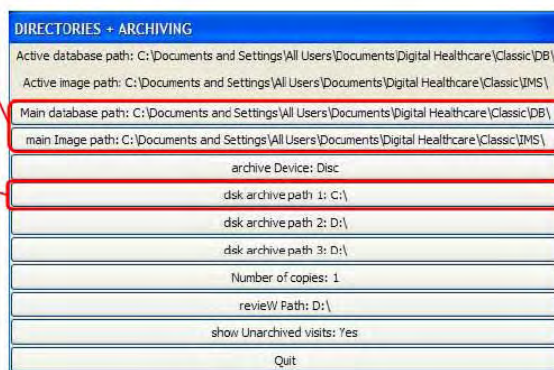 DIRECTORIES + ARCHIVING
Active database path: C:\Documents and Settings\All Users\Documents\Digital Healthcare\Classic\DB\
Active image path: C:\Documents and Settings\All Users\Documents\Digital Healthcare\Classic\IMS\
Main database path: C:\Documents and Settings\All Users\Documents\Digital Healthcare\Classic\DB\
main Image path: C:\Documents and Settings\All Users\Documents\Digital Healthcare\Classic\IMS\
archive Device: Disc
dsk archive path 1: C:\
dsk archive path 2: D:\
dsk archive path 3: D:\
Number of copies: 1
revieW Path: D:\
show Unarchived visits: Yes
Quit